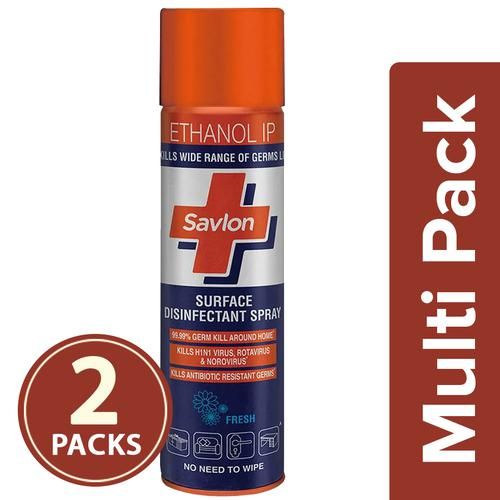 ETHANOL IP
KILLS WIDE RANGE OF GERMS
Savlon
SURFACE
DISINFECTANT SPRAY
99.99% GERM KILL AROUND HOME*
KILLS H1N1 VIRUS, ROTAVIRUS
& NOROVIRUS*
KILLS ANTIBIOTIC RESISTANT GERMS*
FRESH
NO NEED TO WIPE
2
PACKS
Multi Pack